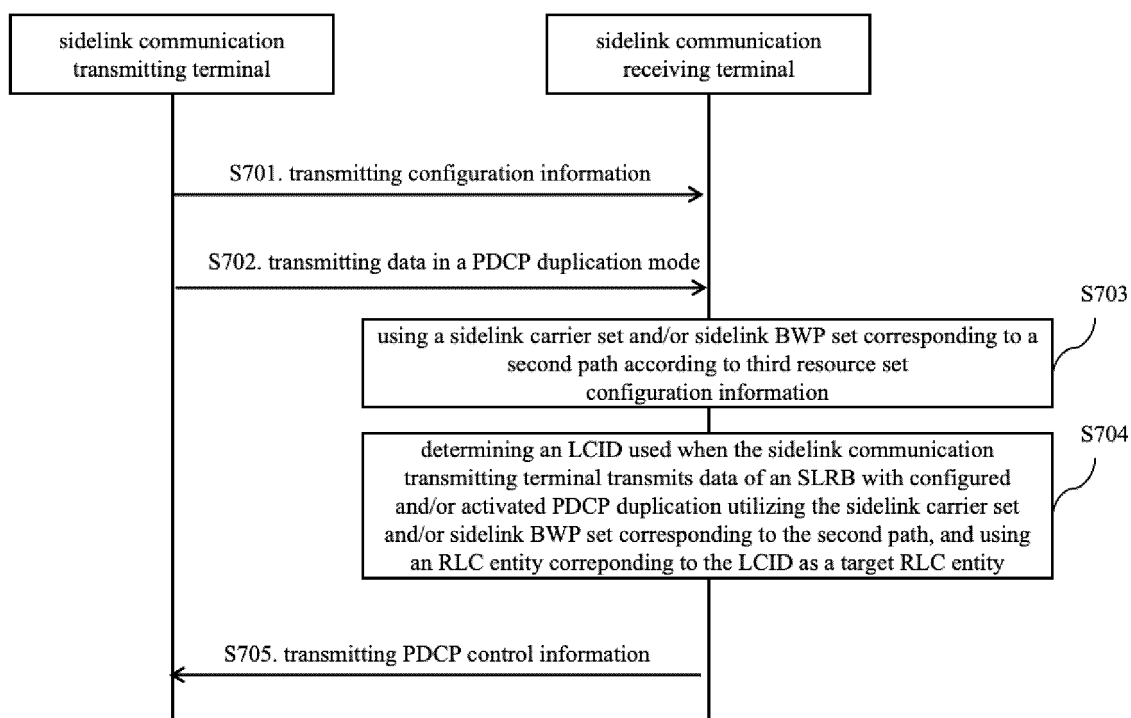 sidelink communication
transmitting terminal
sidelink communication
receiving terminal
S701. transmitting configuration information
S702. transmitting data in a PDCP duplication mode
S703
using a sidelink carrier set and/or sidelink BWP set corresponding to a
second path according to third resource set
configuration information
S704
determining an LCID used when the sidelink communication
transmitting terminal transmits data of an SLRB with configured
and/or activated PDCP duplication utilizing the sidelink carrier set
and/or sidelink BWP set corresponding to the second path, and using
an RLC entity correponding to the LCID as a target RLC entity
S705. transmitting PDCP control information